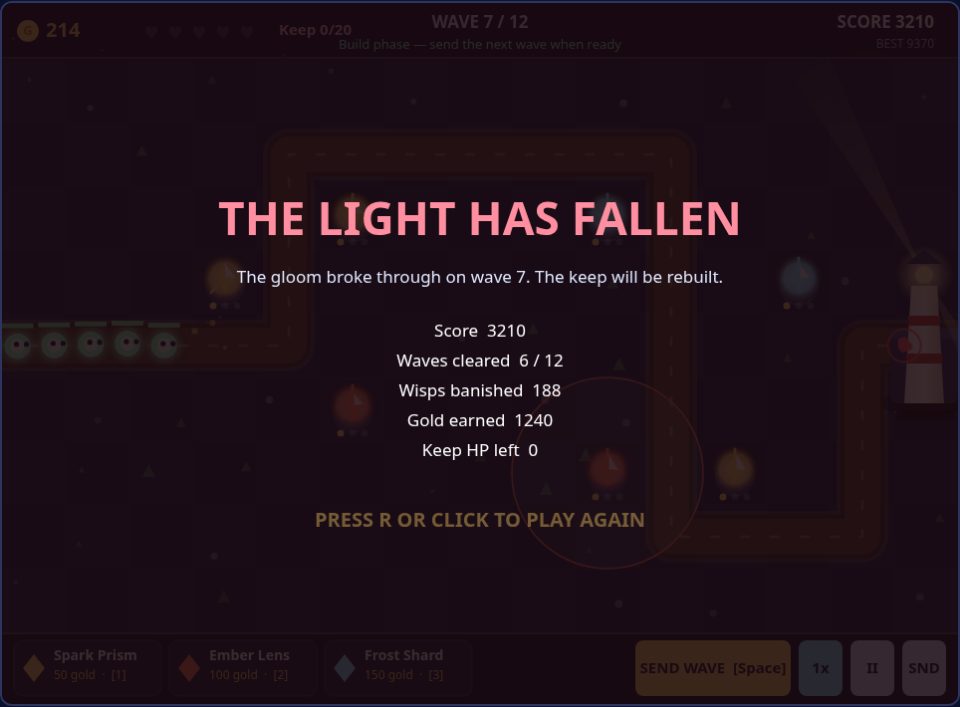 G 214
Keep 0/20
WAVE 7 / 12
Build phase — send the next wave when ready
SCORE 3210
BEST 9370
THE LIGHT HAS FALLEN
The gloom broke through on wave 7. The keep will be rebuilt.
Score 3210
Waves cleared 6 / 12
Wisps banished 188
Gold earned 1240
Keep HP left 0
PRESS R OR CLICK TO PLAY AGAIN
Spark Prism
50 gold · [1]
Ember Lens
100 gold · [2]
Frost Shard
150 gold · [3]
SEND WAVE [Space]
1x
II
SND